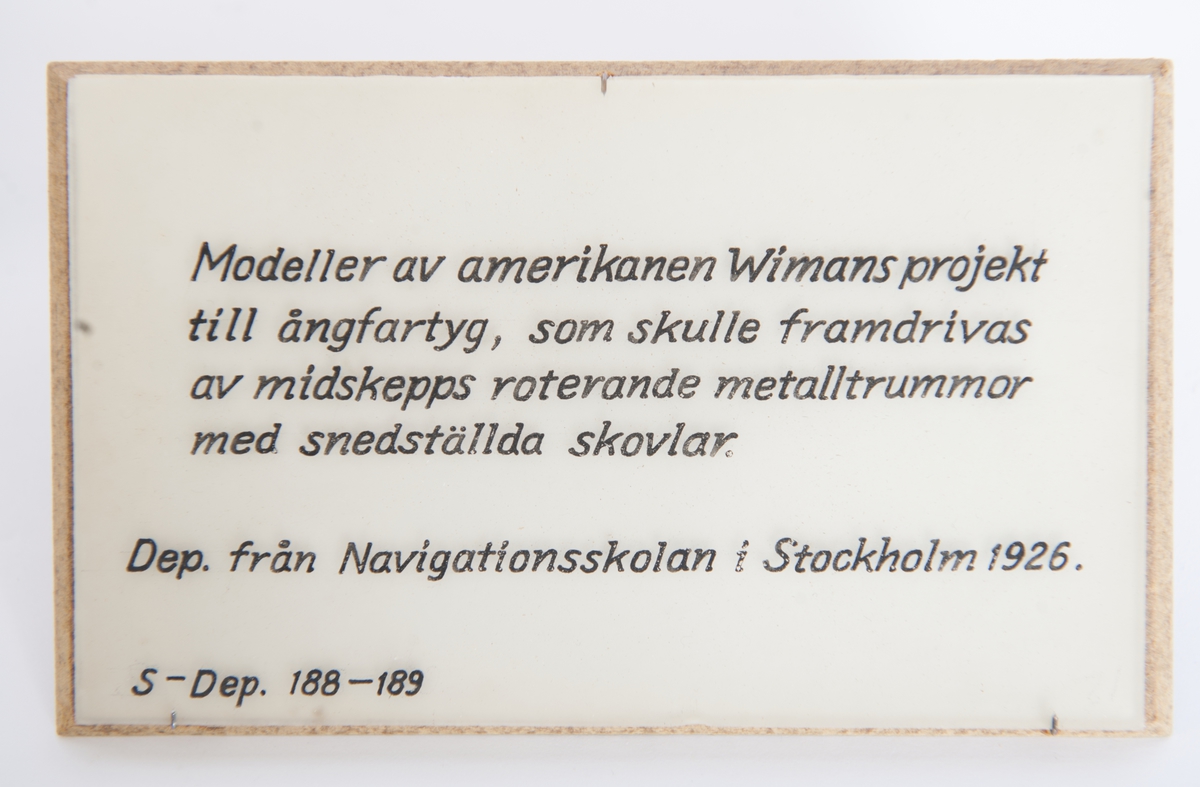 Modeller av amerikanen Wimans projekt
till ångfartyg, som skulle framdrivas
av midskepps roterande metalltrummor
med snedställda skovlar.
Dep. från Navigationsskolan i Stockholm 1926.
S-Dep. 188-189